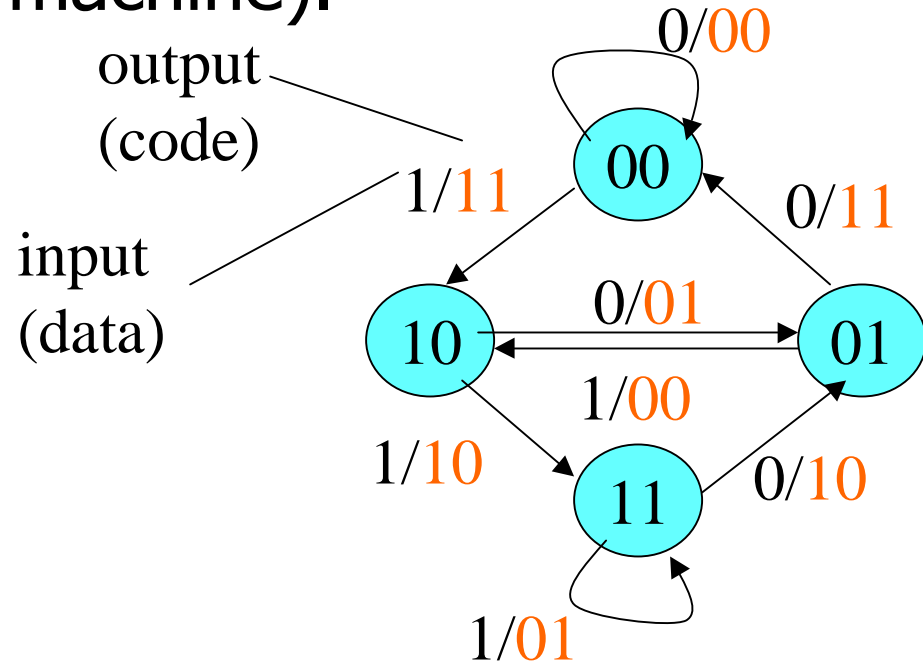 machine).
output
(code)
input
(data)
0/00
00
1/11
0/11
0/01
10
01
1/00
1/10
0/10
11
1/01